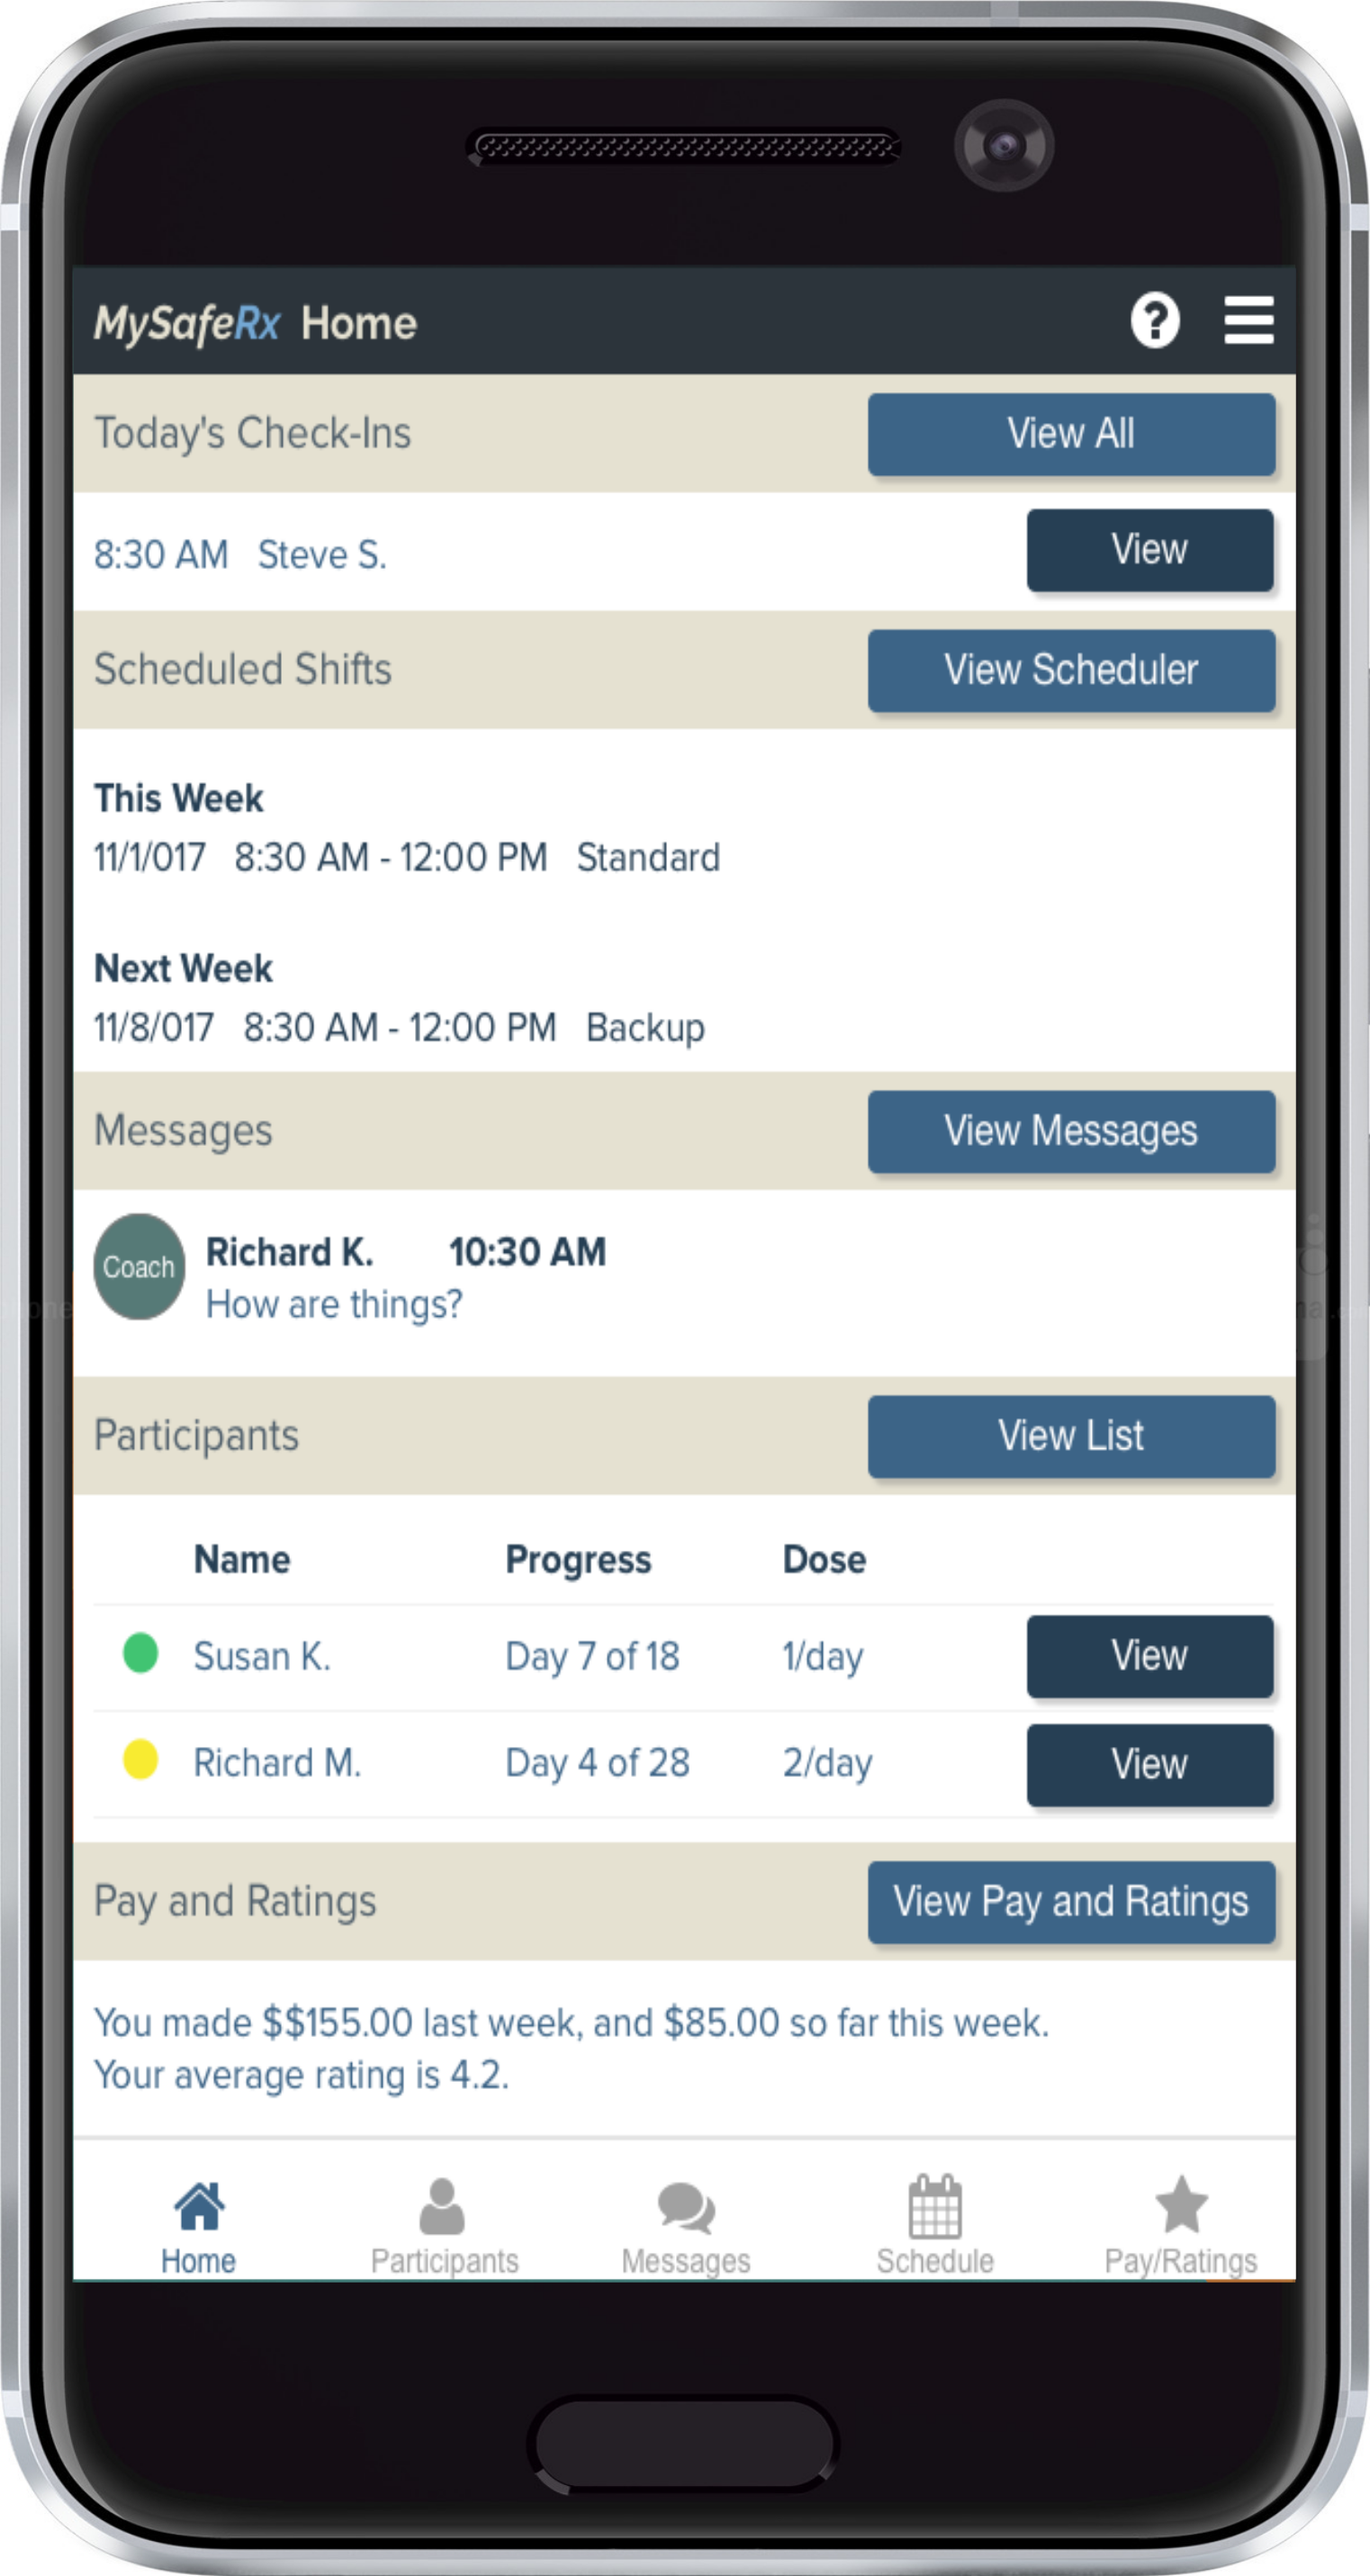 MySafeRx Home
Today's Check-Ins View All
8:30 AM Steve S. View
Scheduled Shifts View Scheduler
This Week
11/1/017 8:30 AM - 12:00 PM Standard
Next Week
11/8/017 8:30 AM - 12:00 PM Backup
Messages View Messages
Coach Richard K. 10:30 AM
How are things?
Participants View List
Name Progress Dose
Susan K. Day 7 of 18 1/day View
Richard M. Day 4 of 28 2/day View
Pay and Ratings View Pay and Ratings
You made $$155.00 last week, and $85.00 so far this week.
Your average rating is 4.2.
Home Participants Messages Schedule Pay/Ratings